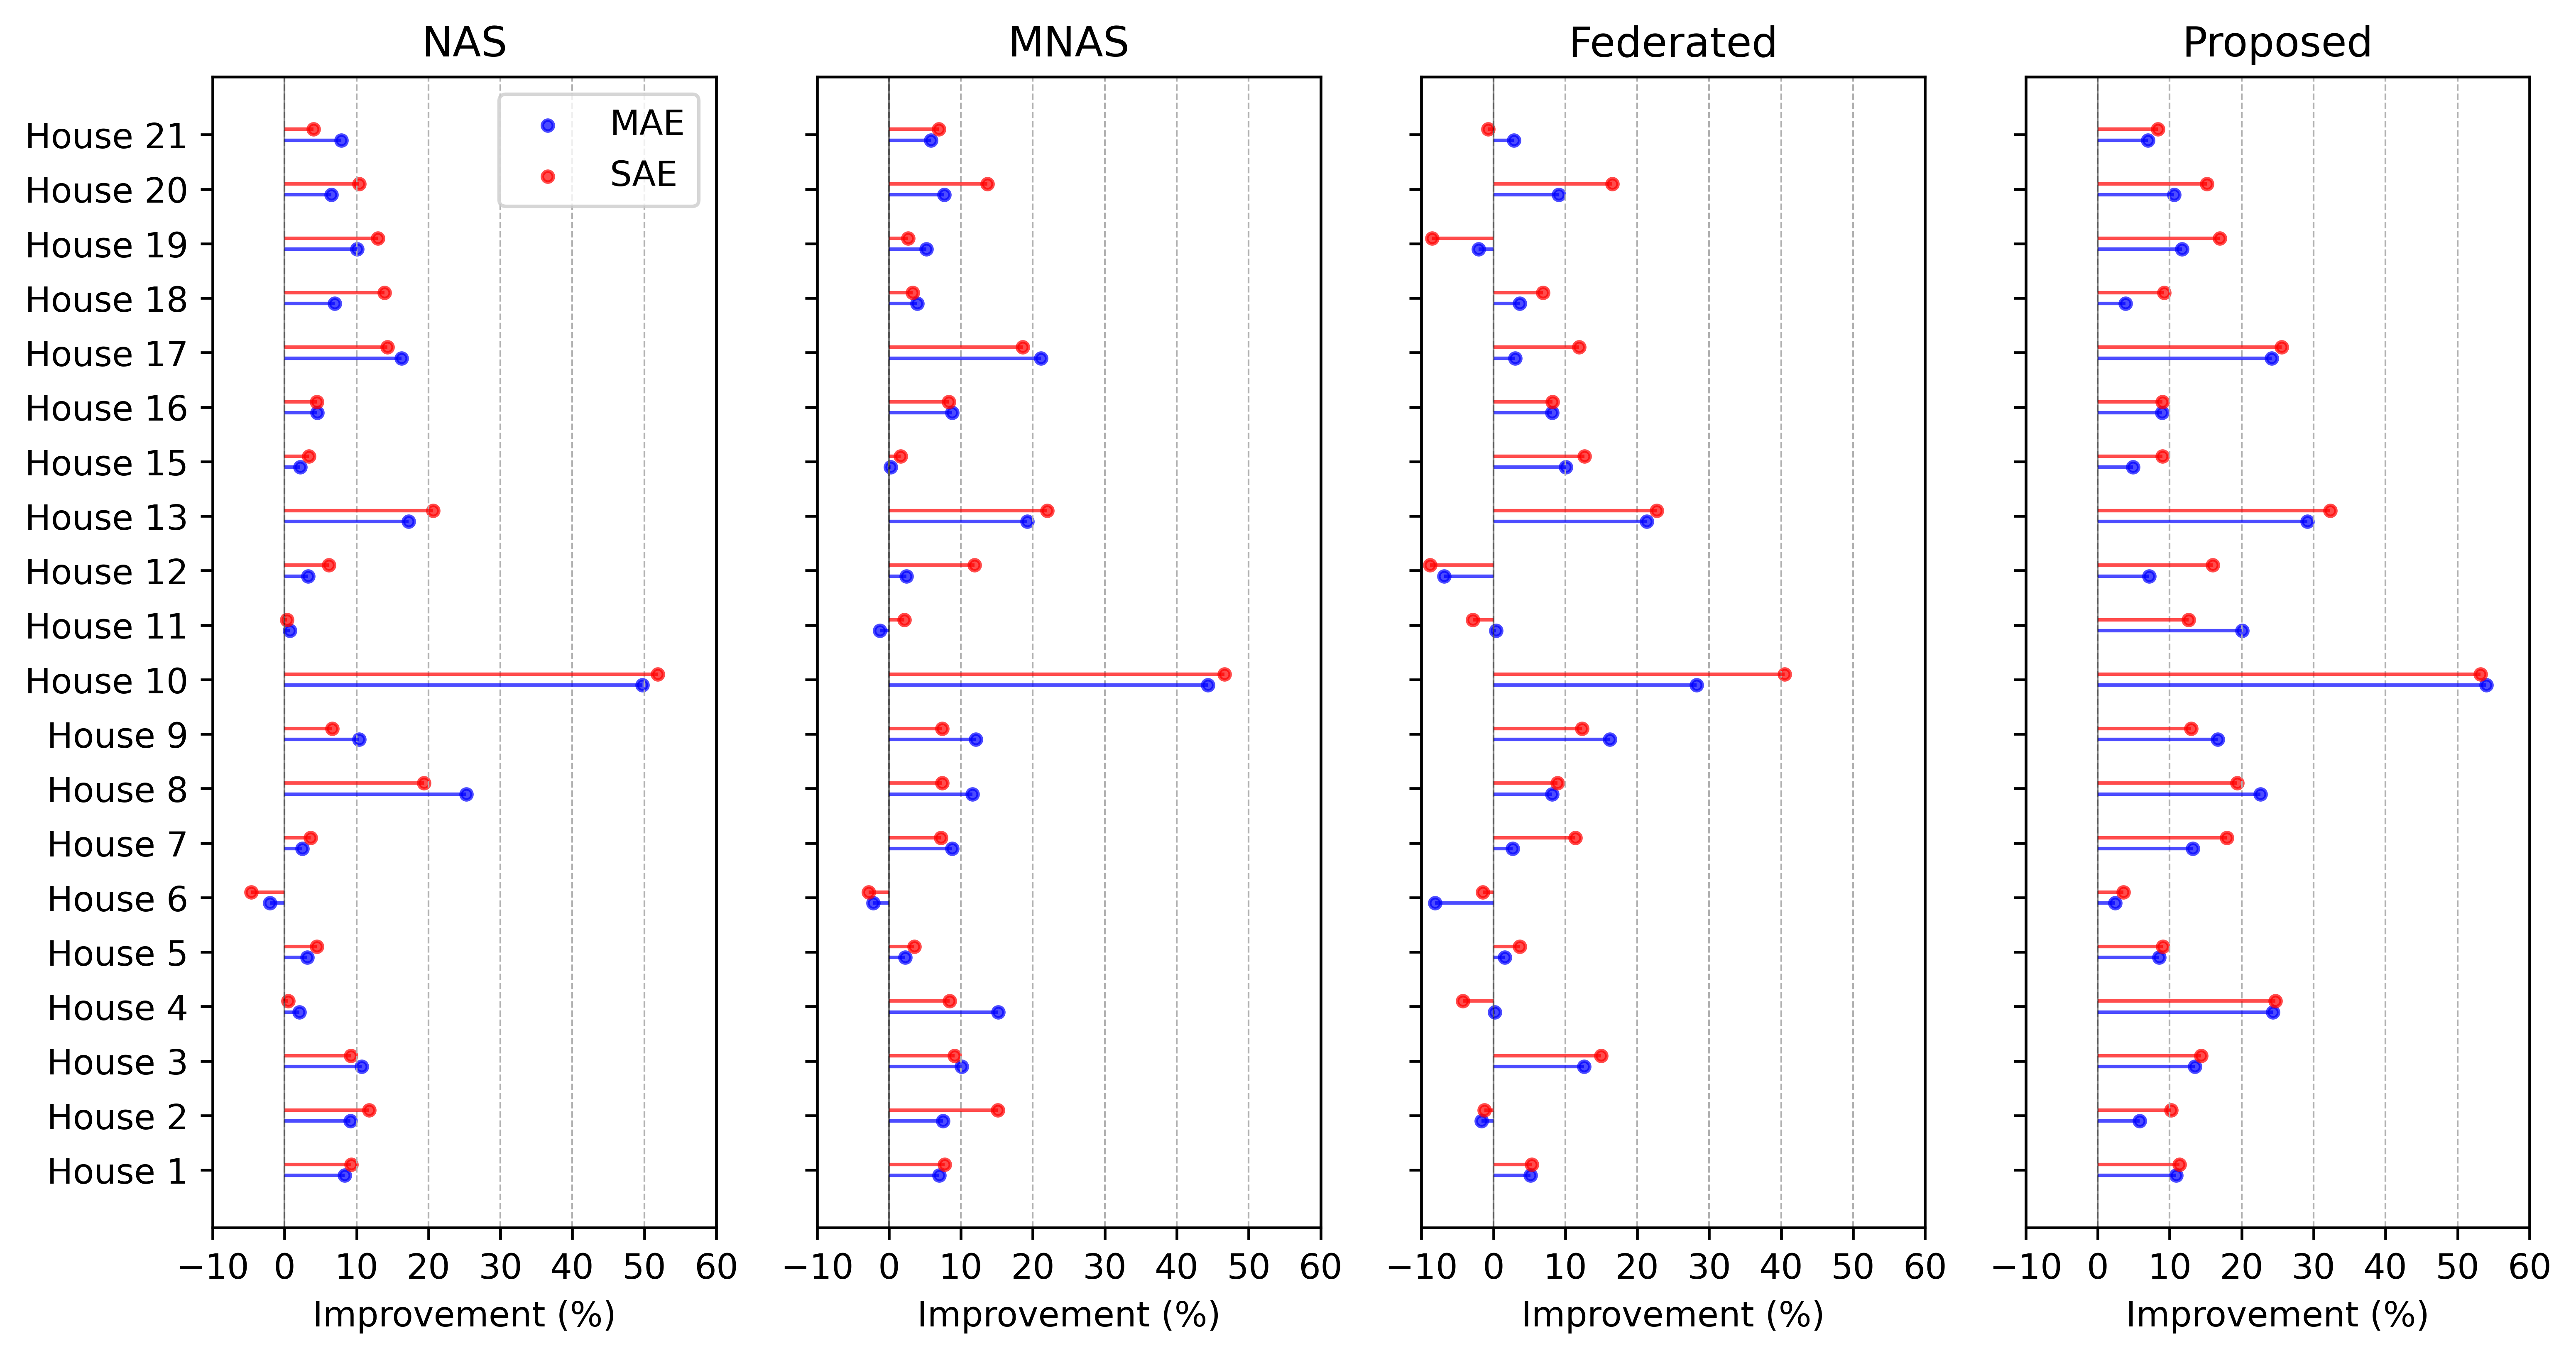 NAS MNAS Federated Proposed
MAE
SAE
House 21
House 20
House 19
House 18
House 17
House 16
House 15
House 13
House 12
House 11
House 10
House 9
House 8
House 7
House 6
House 5
House 4
House 3
House 2
House 1
−10 0 10 20 30 40 50 60 −10 0 10 20 30 40 50 60 −10 0 10 20 30 40 50 60 −10 0 10 20 30 40 50 60
Improvement (%) Improvement (%) Improvement (%) Improvement (%)